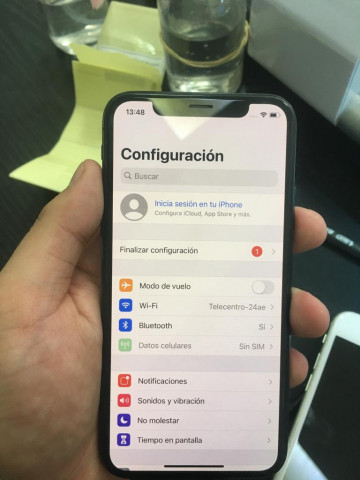 13:48
Configuración
Buscar
Inicia sesión en tu iPhone
Configura iCloud, App Store y más.
Finalizar configuración 1
Modo de vuelo
Wi-Fi Telecentro-24ae
Bluetooth Sí
Datos celulares Sin SIM
Notificaciones
Sonidos y vibración
No molestar
Tiempo en pantalla